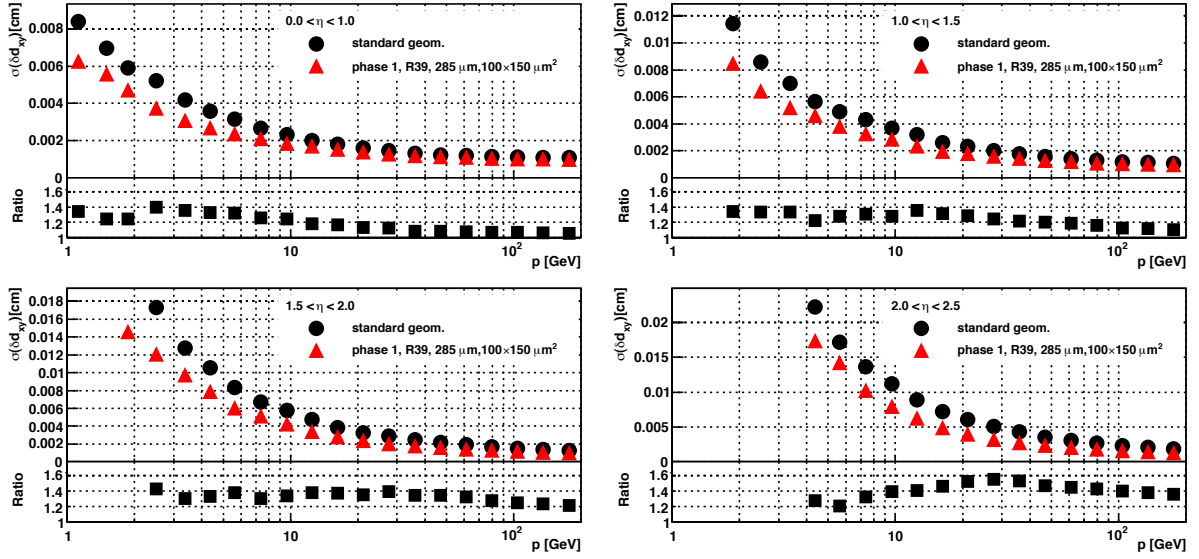 0.0 < η < 1.0
standard geom.
phase 1, R39, 285 μm,100×150 μm²
σ(δd_xy)[cm]
0.008
0.006
0.004
0.002
0
Ratio
1.6
1.4
1.2
1
1 10 10²
p [GeV]
1.0 < η < 1.5
standard geom.
phase 1, R39, 285 μm,100×150 μm²
σ(δd_xy)[cm]
0.012
0.01
0.008
0.006
0.004
0.002
0
Ratio
1.6
1.4
1.2
1
1 10 10²
p [GeV]
1.5 < η < 2.0
standard geom.
phase 1, R39, 285 μm,100×150 μm²
σ(δd_xy)[cm]
0.018
0.016
0.014
0.012
0.01
0.008
0.006
0.004
0.002
0
Ratio
1.6
1.4
1.2
1
1 10 10²
p [GeV]
2.0 < η < 2.5
standard geom.
phase 1, R39, 285 μm,100×150 μm²
σ(δd_xy)[cm]
0.02
0.015
0.01
0.005
0
Ratio
1.6
1.4
1.2
1
1 10 10²
p [GeV]